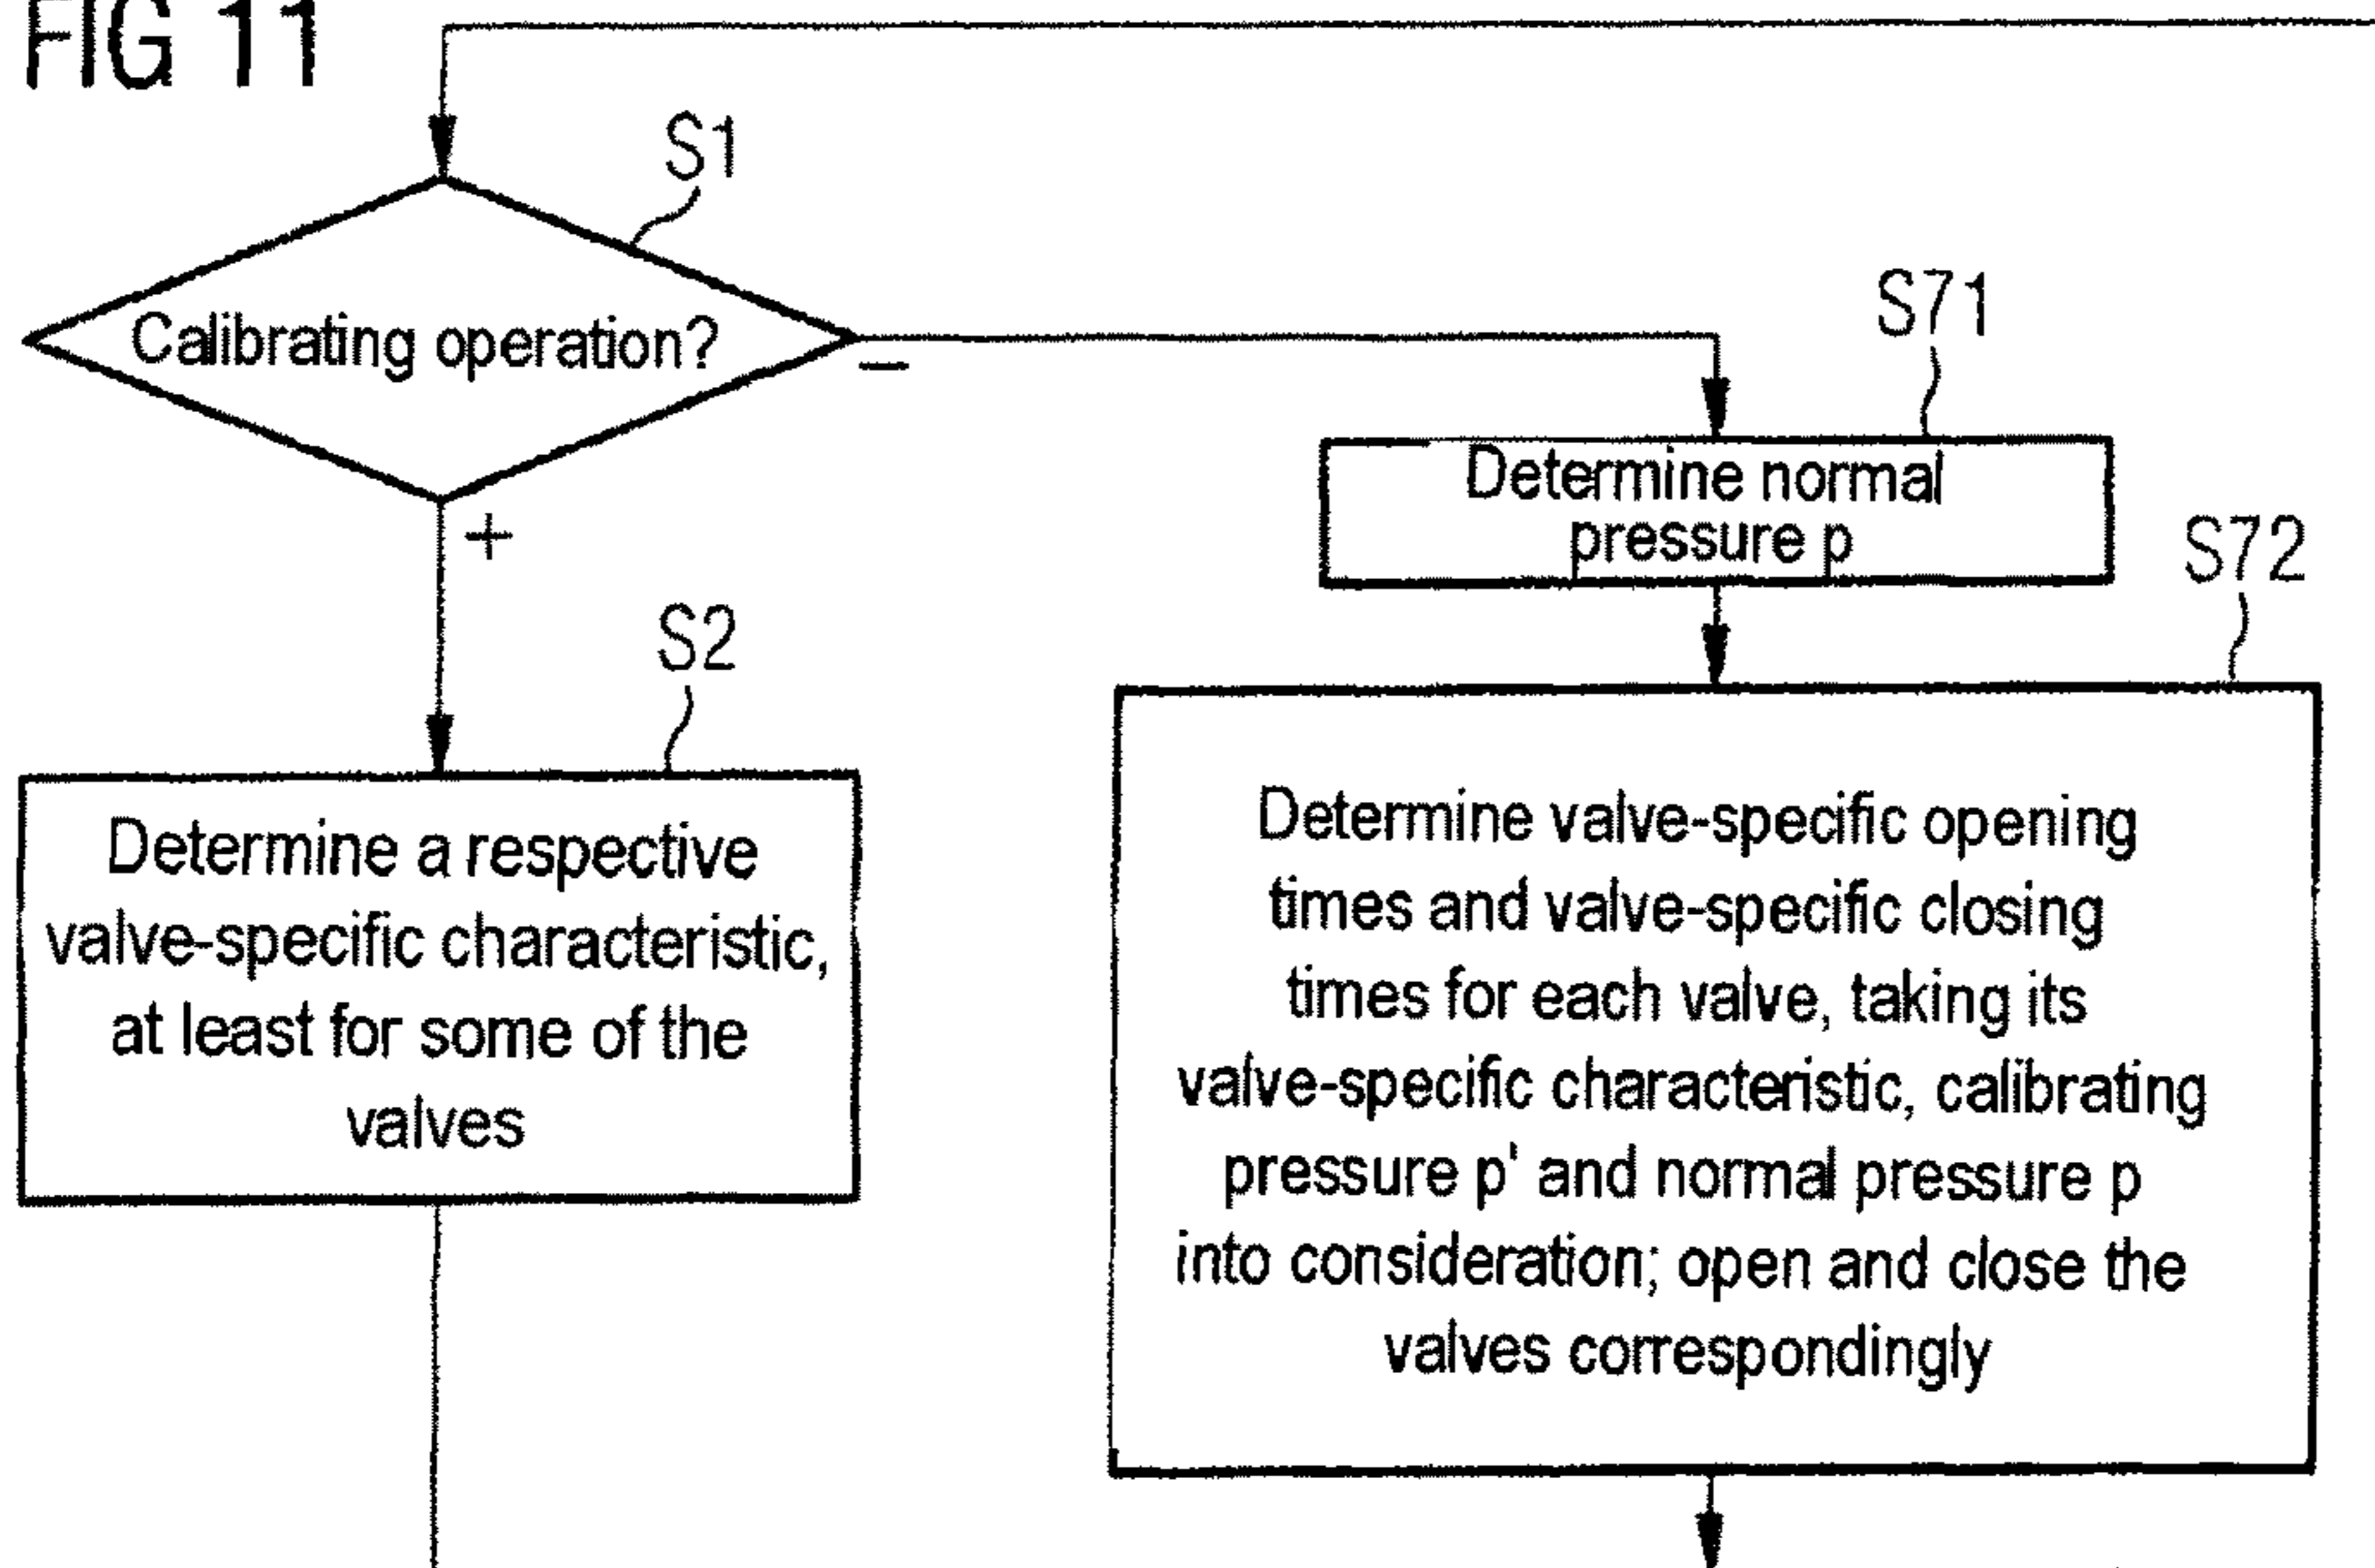 FIG 11
S1
Calibrating operation?
−
+
S71
Determine normal
pressure p
S2
Determine a respective
valve-specific characteristic,
at least for some of the
valves
S72
Determine valve-specific opening
times and valve-specific closing
times for each valve, taking its
valve-specific characteristic, calibrating
pressure p' and normal pressure p
into consideration; open and close the
valves correspondingly